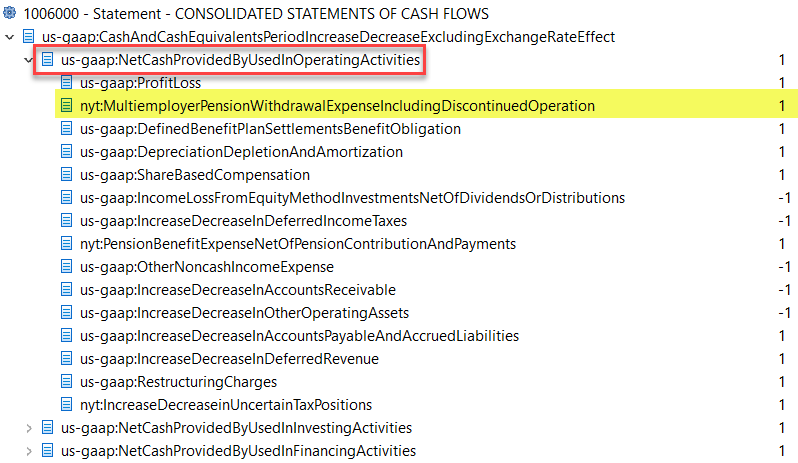 1006000 - Statement - CONSOLIDATED STATEMENTS OF CASH FLOWS
us-gaap:CashAndCashEquivalentsPeriodIncreaseDecreaseExcludingExchangeRateEffect
us-gaap:NetCashProvidedByUsedInOperatingActivities 1
us-gaap:ProfitLoss 1
nyt:MultiemployerPensionWithdrawalExpenseIncludingDiscontinuedOperation 1
us-gaap:DefinedBenefitPlanSettlementsBenefitObligation 1
us-gaap:DepreciationDepletionAndAmortization 1
us-gaap:ShareBasedCompensation 1
us-gaap:IncomeLossFromEquityMethodInvestmentsNetOfDividendsOrDistributions -1
us-gaap:IncreaseDecreaseInDeferredIncomeTaxes -1
nyt:PensionBenefitExpenseNetOfPensionContributionAndPayments 1
us-gaap:OtherNoncashIncomeExpense -1
us-gaap:IncreaseDecreaseInAccountsReceivable -1
us-gaap:IncreaseDecreaseInOtherOperatingAssets -1
us-gaap:IncreaseDecreaseInAccountsPayableAndAccruedLiabilities 1
us-gaap:IncreaseDecreaseInDeferredRevenue 1
us-gaap:RestructuringCharges 1
nyt:IncreaseDecreaseinUncertainTaxPositions 1
us-gaap:NetCashProvidedByUsedInInvestingActivities 1
us-gaap:NetCashProvidedByUsedInFinancingActivities 1